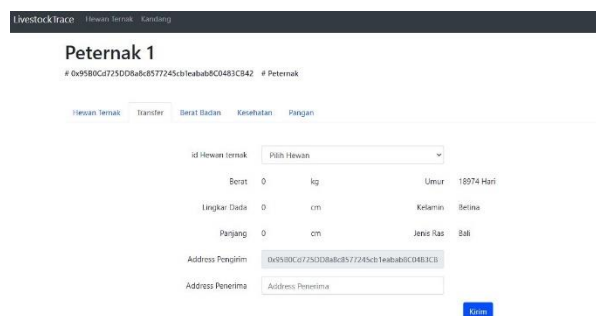 LivestockTrace Hewan Ternak Kandang
Peternak 1
# 0x95B0Cd725DD8a8c8577245cb1eabab8C0483CB42 # Peternak
Hewan Ternak Transfer Berat Badan Kesehatan Pangan
id Hewan ternak Pilih Hewan
Berat 0 kg Umur 18974 Hari
Lingkar Dada 0 cm Kelamin Betina
Panjang 0 cm Jenis Ras Bali
Address Pengirim 0x95B0Cd725DD8a8c8577245cb1eabab8C0483CB
Address Penerima Address Penerima
Kirim